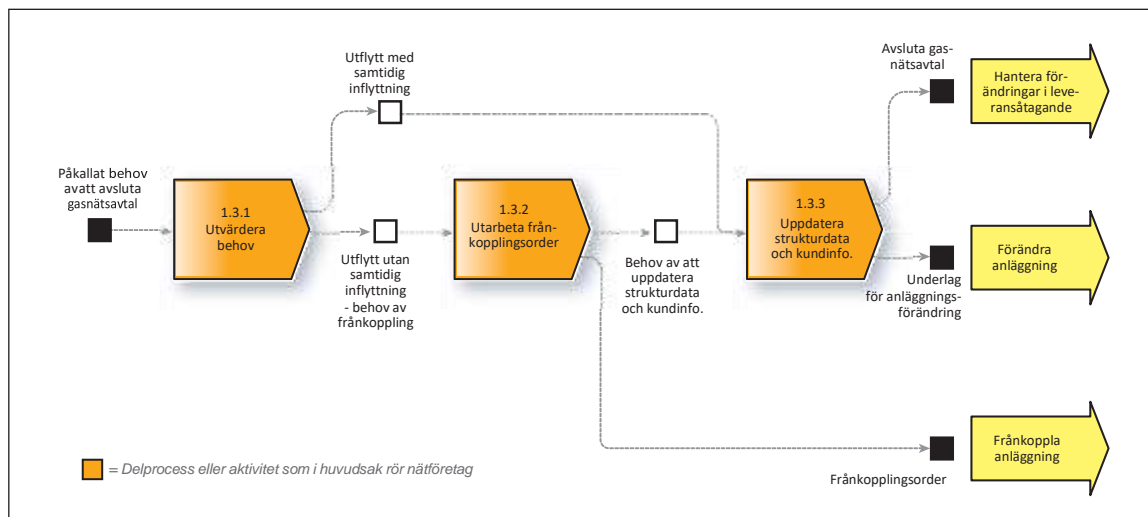 Utflytt med
samtidig
inflyttning
Avsluta gas-
nätsavtal
Hantera för-
ändringar i leve-
ransåtagande
Påkallat behov
avatt avsluta
gasnätsavtal
1.3.1
Utvärdera
behov
1.3.2
Utarbeta från-
kopplingsorder
1.3.3
Uppdatera
strukturdata
och kundinfo.
Förändra
anläggning
Utflytt utan
samtidig
inflyttning
- behov av
frånkoppling
Behov av att
uppdatera
strukturdata
och kundinfo.
Underlag
för anläggnings-
förändring
Frånkoppla
anläggning
= Delprocess eller aktivitet som i huvudsak rör nätföretag
Frånkopplingsorder